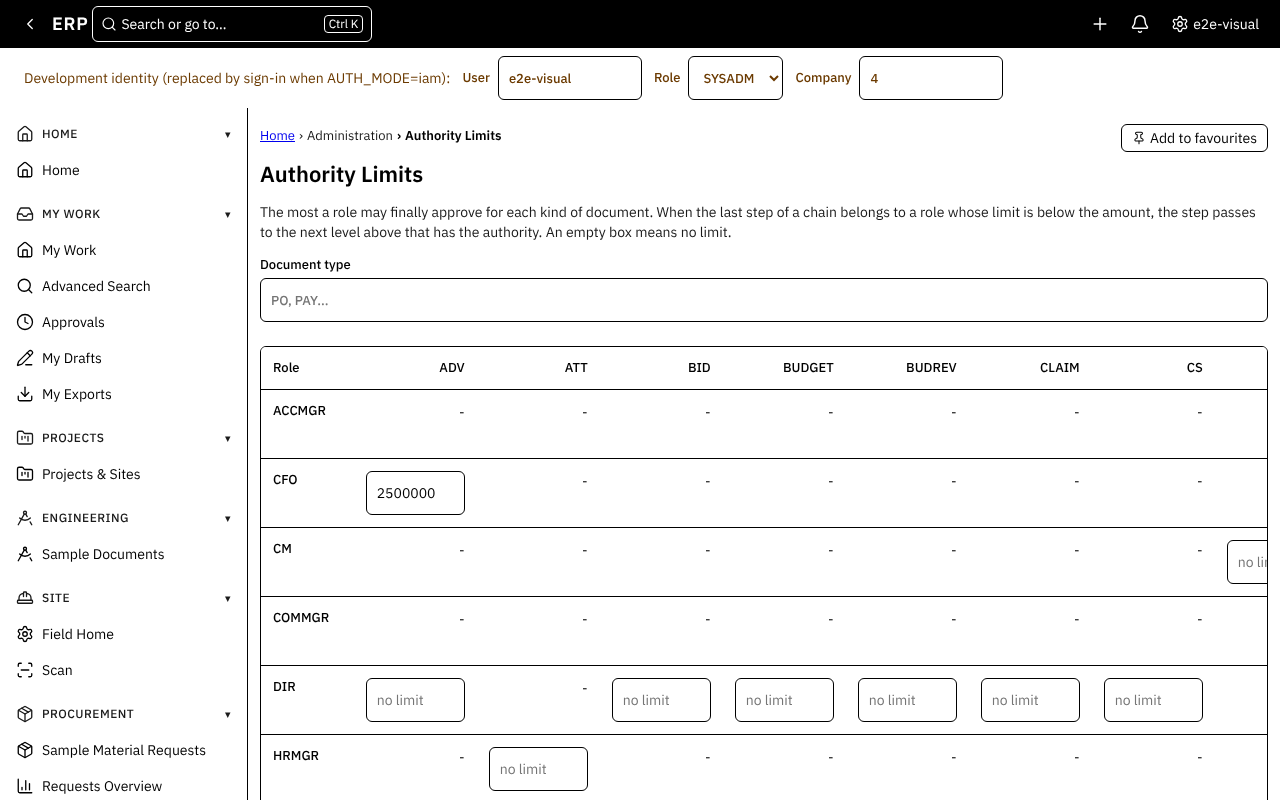 ERP
Search or go to...
Ctrl K
e2e-visual
Development identity (replaced by sign-in when AUTH_MODE=iam):
User
e2e-visual
Role
SYSADM
Company
4
HOME
Home
MY WORK
My Work
Advanced Search
Approvals
My Drafts
My Exports
PROJECTS
Projects & Sites
ENGINEERING
Sample Documents
SITE
Field Home
Scan
PROCUREMENT
Sample Material Requests
Requests Overview
Home › Administration › Authority Limits
Add to favourites
Authority Limits
The most a role may finally approve for each kind of document. When the last step of a chain belongs to a role whose limit is below the amount, the step passes
to the next level above that has the authority. An empty box means no limit.
Document type
PO, PAY...
Role ADV ATT BID BUDGET BUDREV CLAIM CS
ACCMGR - - - - - - -
CFO 2500000 - - - - - -
CM - - - - - - -
COMMGR - - - - - - -
DIR no limit - no limit no limit no limit no limit no limit
HRMGR - no limit - - - - -